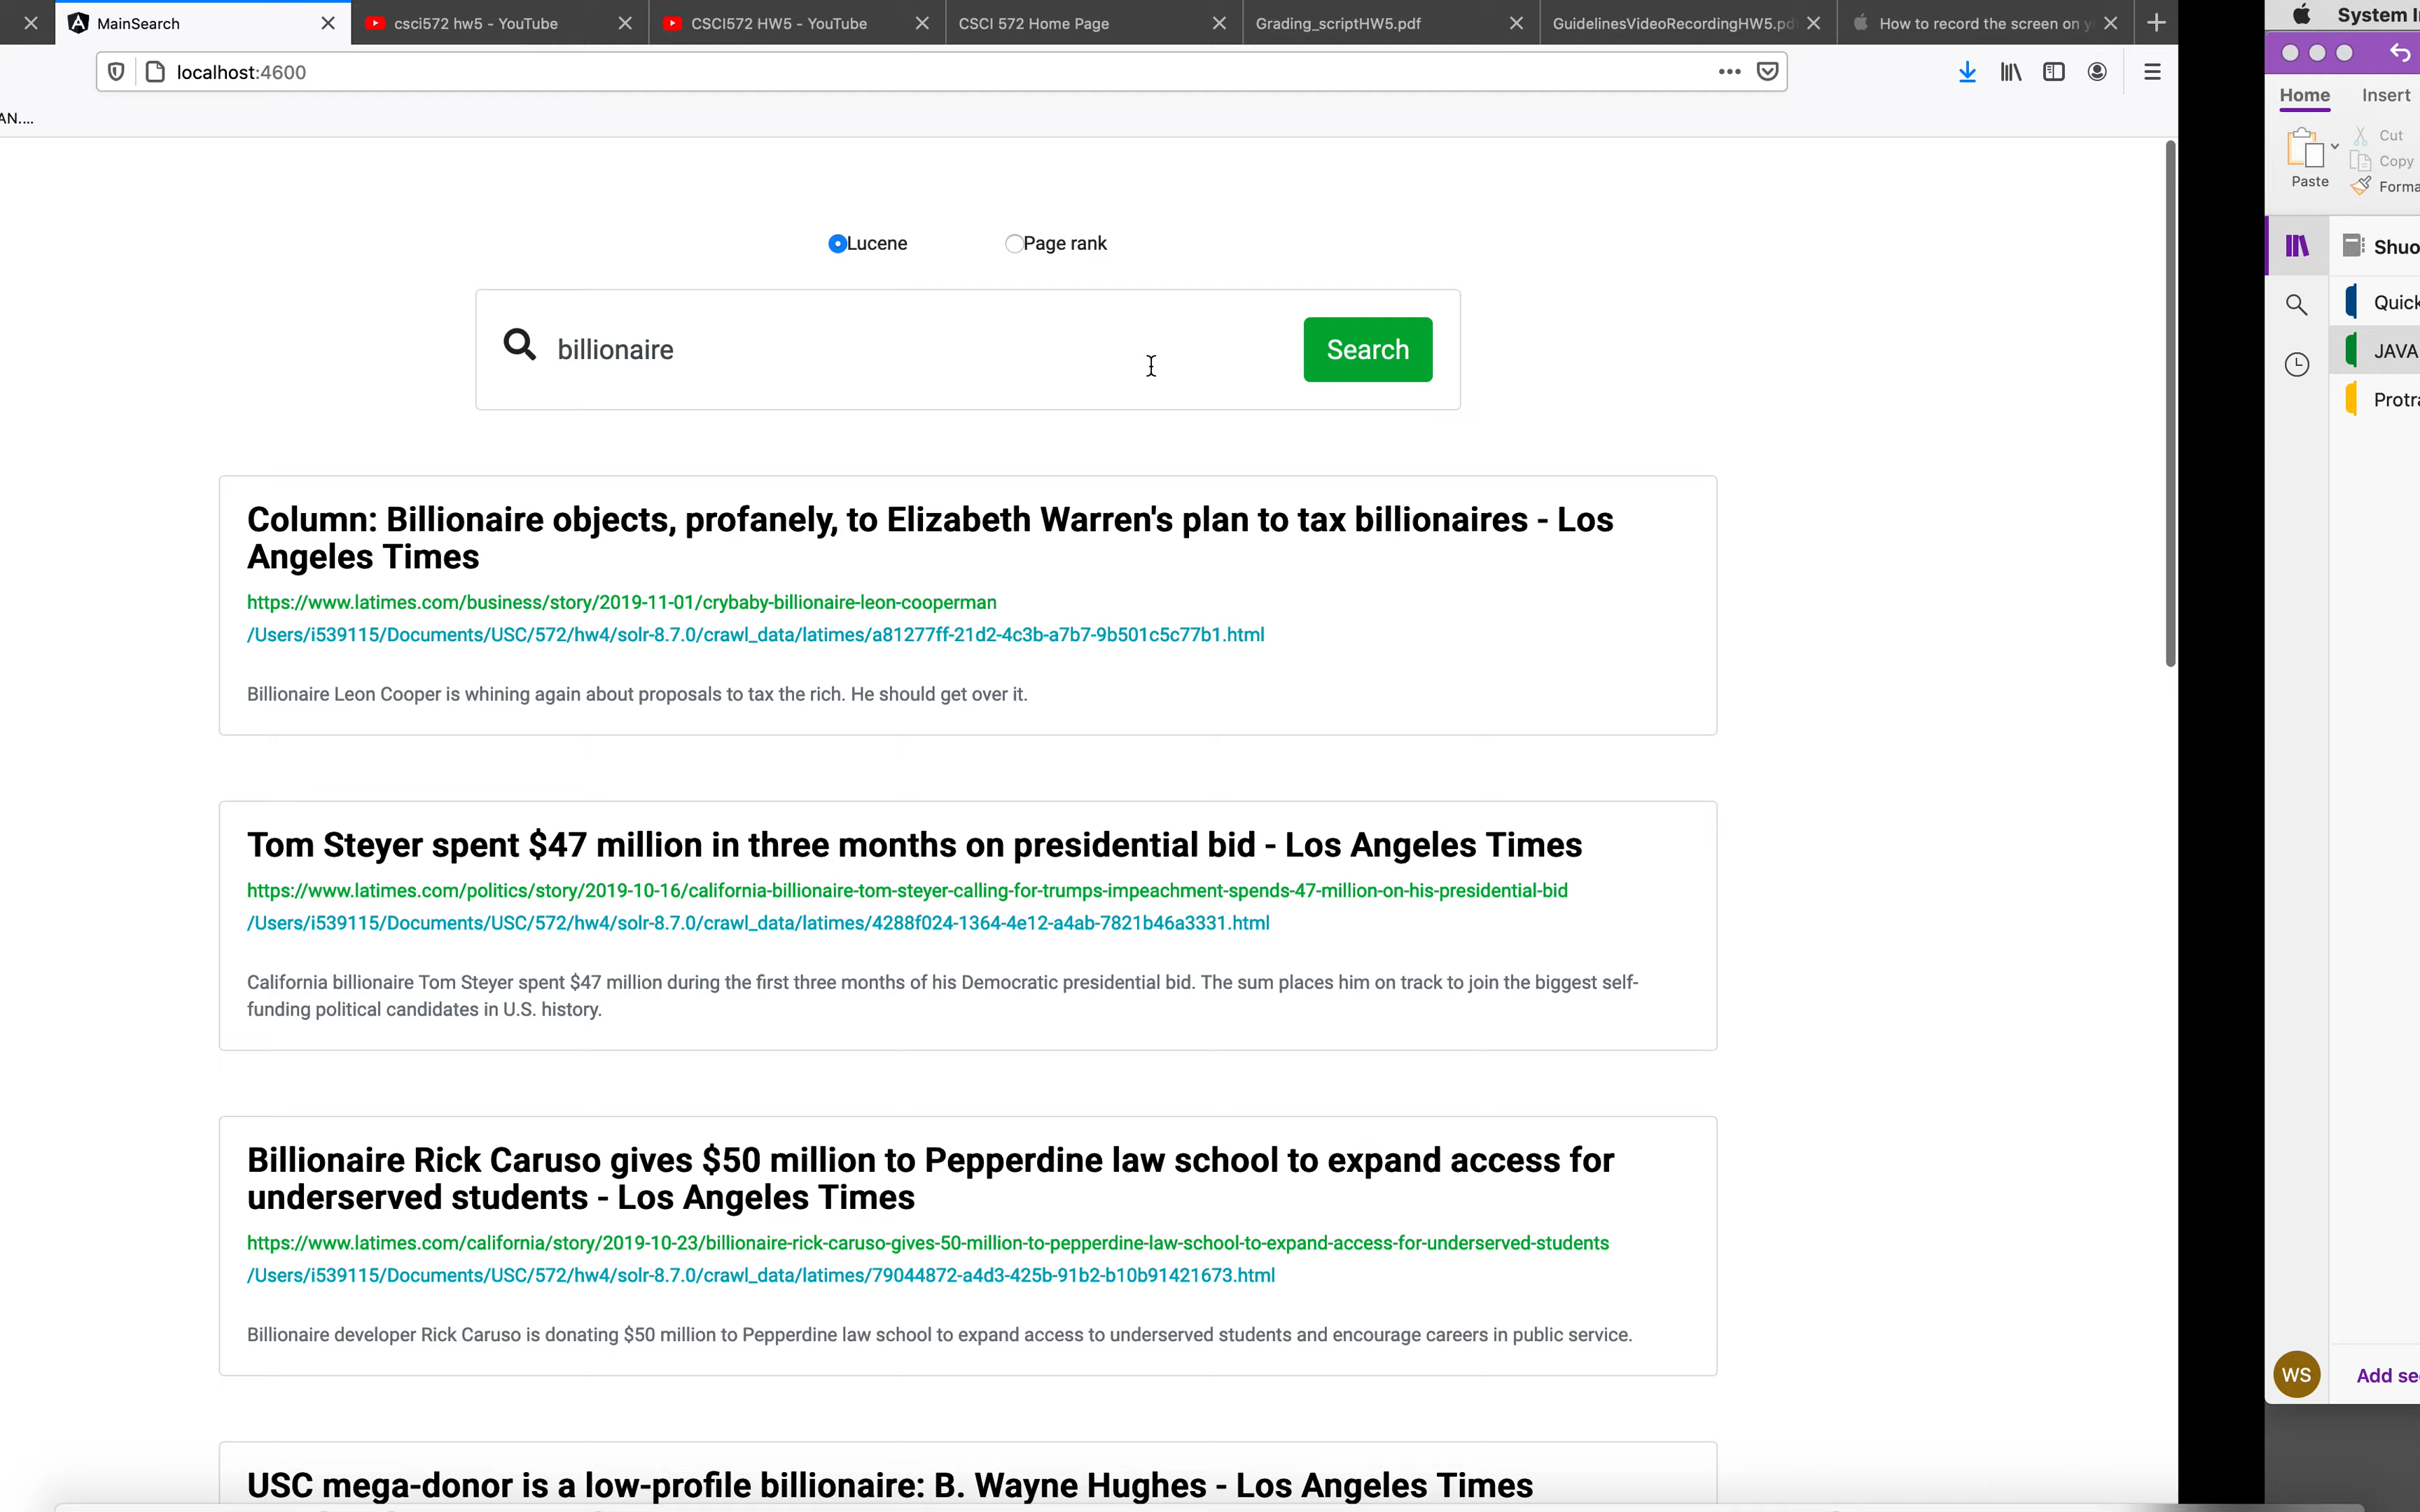 MainSearch
csci572 hw5 - YouTube
CSCI572 HW5 - YouTube
CSCI 572 Home Page
Grading_scriptHW5.pdf
GuidelinesVideoRecordingHW5.pd
How to record the screen on y
System I
localhost:4600
Home
Insert
AN....
Cut
Copy
Paste
Forma
Lucene
Page rank
Shuo
billionaire
Search
Quick
JAVA
Protra
Column: Billionaire objects, profanely, to Elizabeth Warren's plan to tax billionaires - Los
Angeles Times
https://www.latimes.com/business/story/2019-11-01/crybaby-billionaire-leon-cooperman
/Users/i539115/Documents/USC/572/hw4/solr-8.7.0/crawl_data/latimes/a81277ff-21d2-4c3b-a7b7-9b501c5c77b1.html
Billionaire Leon Cooper is whining again about proposals to tax the rich. He should get over it.
Tom Steyer spent $47 million in three months on presidential bid - Los Angeles Times
https://www.latimes.com/politics/story/2019-10-16/california-billionaire-tom-steyer-calling-for-trumps-impeachment-spends-47-million-on-his-presidential-bid
/Users/i539115/Documents/USC/572/hw4/solr-8.7.0/crawl_data/latimes/4288f024-1364-4e12-a4ab-7821b46a3331.html
California billionaire Tom Steyer spent $47 million during the first three months of his Democratic presidential bid. The sum places him on track to join the biggest self-
funding political candidates in U.S. history.
Billionaire Rick Caruso gives $50 million to Pepperdine law school to expand access for
underserved students - Los Angeles Times
https://www.latimes.com/california/story/2019-10-23/billionaire-rick-caruso-gives-50-million-to-pepperdine-law-school-to-expand-access-for-underserved-students
/Users/i539115/Documents/USC/572/hw4/solr-8.7.0/crawl_data/latimes/79044872-a4d3-425b-91b2-b10b91421673.html
Billionaire developer Rick Caruso is donating $50 million to Pepperdine law school to expand access to underserved students and encourage careers in public service.
WS
Add se
USC mega-donor is a low-profile billionaire: B. Wayne Hughes - Los Angeles Times